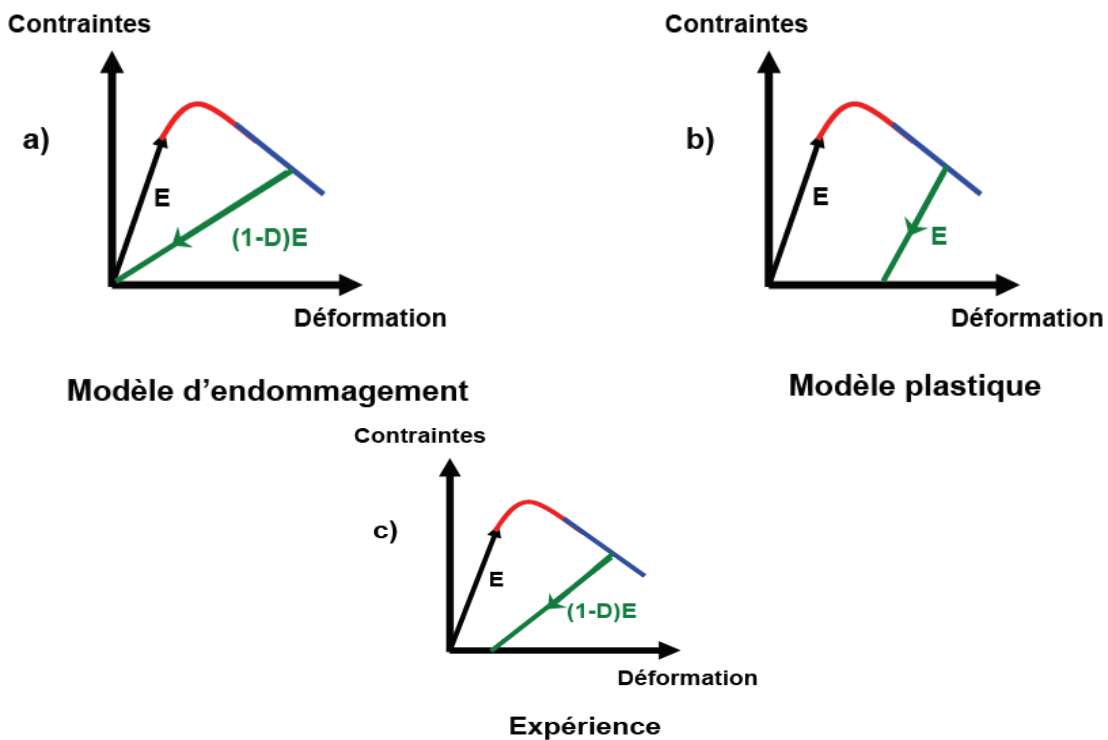 Contraintes
a)
E
(1-D)E
Déformation
Modèle d'endommagement
Contraintes
b)
E
E
Déformation
Modèle plastique
Contraintes
c)
E
(1-D)E
Déformation
Expérience